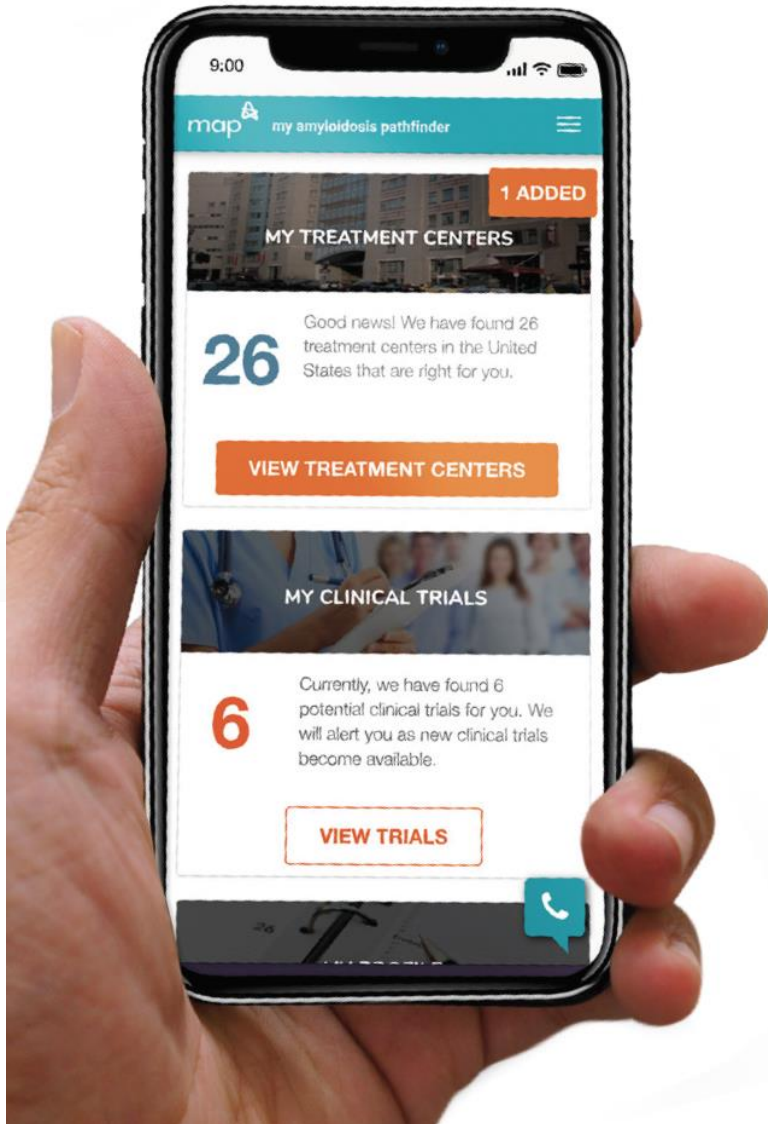 9:00
map my amyloidosis pathfinder
1 ADDED
MY TREATMENT CENTERS
26
Good news! We have found 26
treatment centers in the United
States that are right for you.
VIEW TREATMENT CENTERS
MY CLINICAL TRIALS
6
Currently, we have found 6
potential clinical trials for you. We
will alert you as new clinical trials
become available.
VIEW TRIALS
26
MY PROFILE